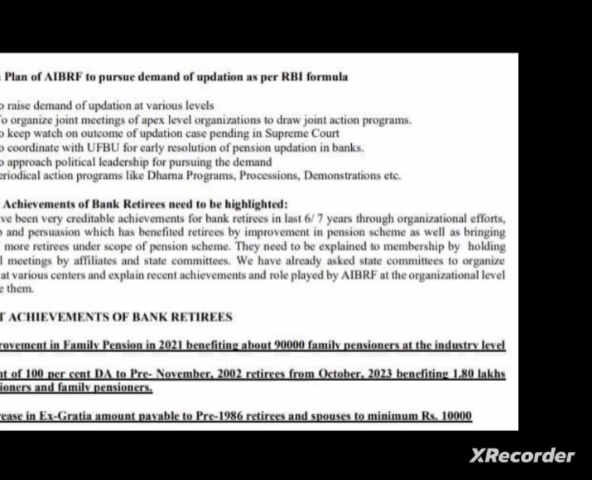 Plan of AIBRF to pursue demand of updation as per RBI formula
o raise demand of updation at various levels
o organize joint meetings of apex level organizations to draw joint action programs.
o keep watch on outcome of updation case pending in Supreme Court
o coordinate with UFBU for early resolution of pension updation in banks.
o approach political leadership for pursuing the demand
eriodical action programs like Dharna Programs, Processions, Demonstrations etc.
Achievements of Bank Retirees need to be highlighted:
ve been very creditable achievements for bank retirees in last 6/ 7 years through organizational efforts,
and persuasion which has benefited retirees by improvement in pension scheme as well as bringing
more retirees under scope of pension scheme. They need to be explained to membership by holding
l meetings by affiliates and state committees. We have already asked state committees to organize
at various centers and explain recent achievements and role played by AIBRF at the organizational level
e them.
T ACHIEVEMENTS OF BANK RETIREES
rovement in Family Pension in 2021 benefiting about 90000 family pensioners at the industry level
nt of 100 per cent DA to Pre- November, 2002 retirees from October, 2023 benefiting 1.80 lakhs
ioners and family pensioners.
ease in Ex-Gratia amount payable to Pre-1986 retirees and spouses to minimum Rs. 10000
XRecorder